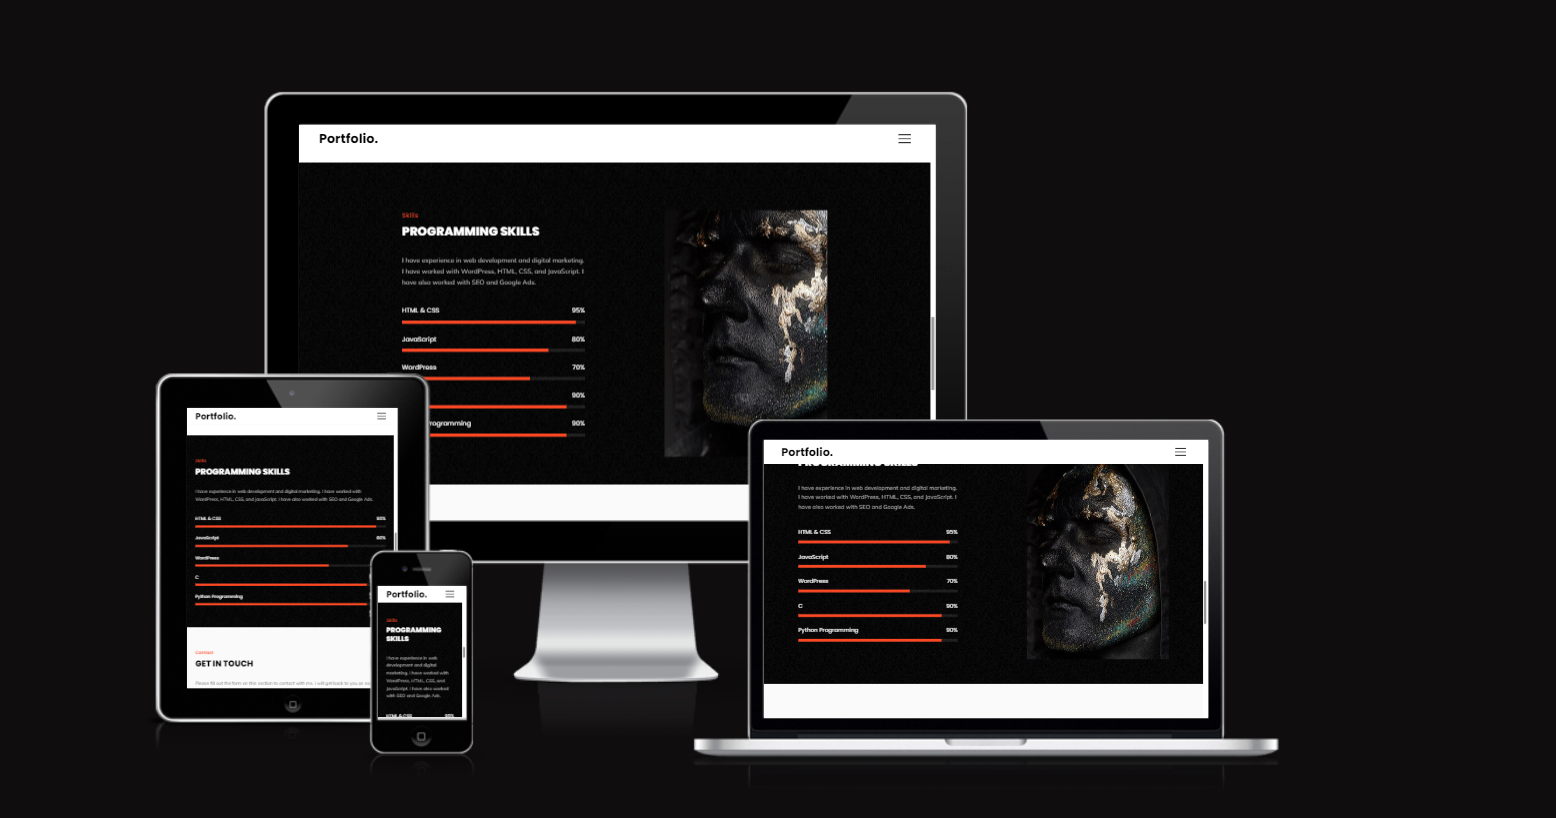 Portfolio.
Skills
PROGRAMMING SKILLS
I have experience in web development and digital marketing.
I have worked with WordPress, HTML, CSS, and JavaScript. I
have also worked with SEO and Google Ads.
HTML & CSS 95%
JavaScript 80%
WordPress 70%
90%
rogramming 90%
Portfolio.
Skills
PROGRAMMING SKILLS
I have experience in web development and digital marketing. I have worked with
WordPress, HTML, CSS, and JavaScript. I have also worked with SEO and Google Ads.
HTML & CSS 95%
JavaScript 80%
WordPress
C
Python Programming
Contact
GET IN TOUCH
Please fill out the form on this section to contact with me. I will get back to you as
Portfolio.
Skills
PROGRAMMING
SKILLS
I have experience in web
development and digital
marketing. I have worked with
WordPress, HTML, CSS, and
JavaScript. I have also worked
with SEO and Google Ads.
HTML & CSS 95%
Portfolio.
PROGRAMMING SKILLS
I have experience in web development and digital marketing.
I have worked with WordPress, HTML, CSS, and JavaScript. I
have also worked with SEO and Google Ads.
HTML & CSS 95%
JavaScript 80%
WordPress 70%
C 90%
Python Programming 90%